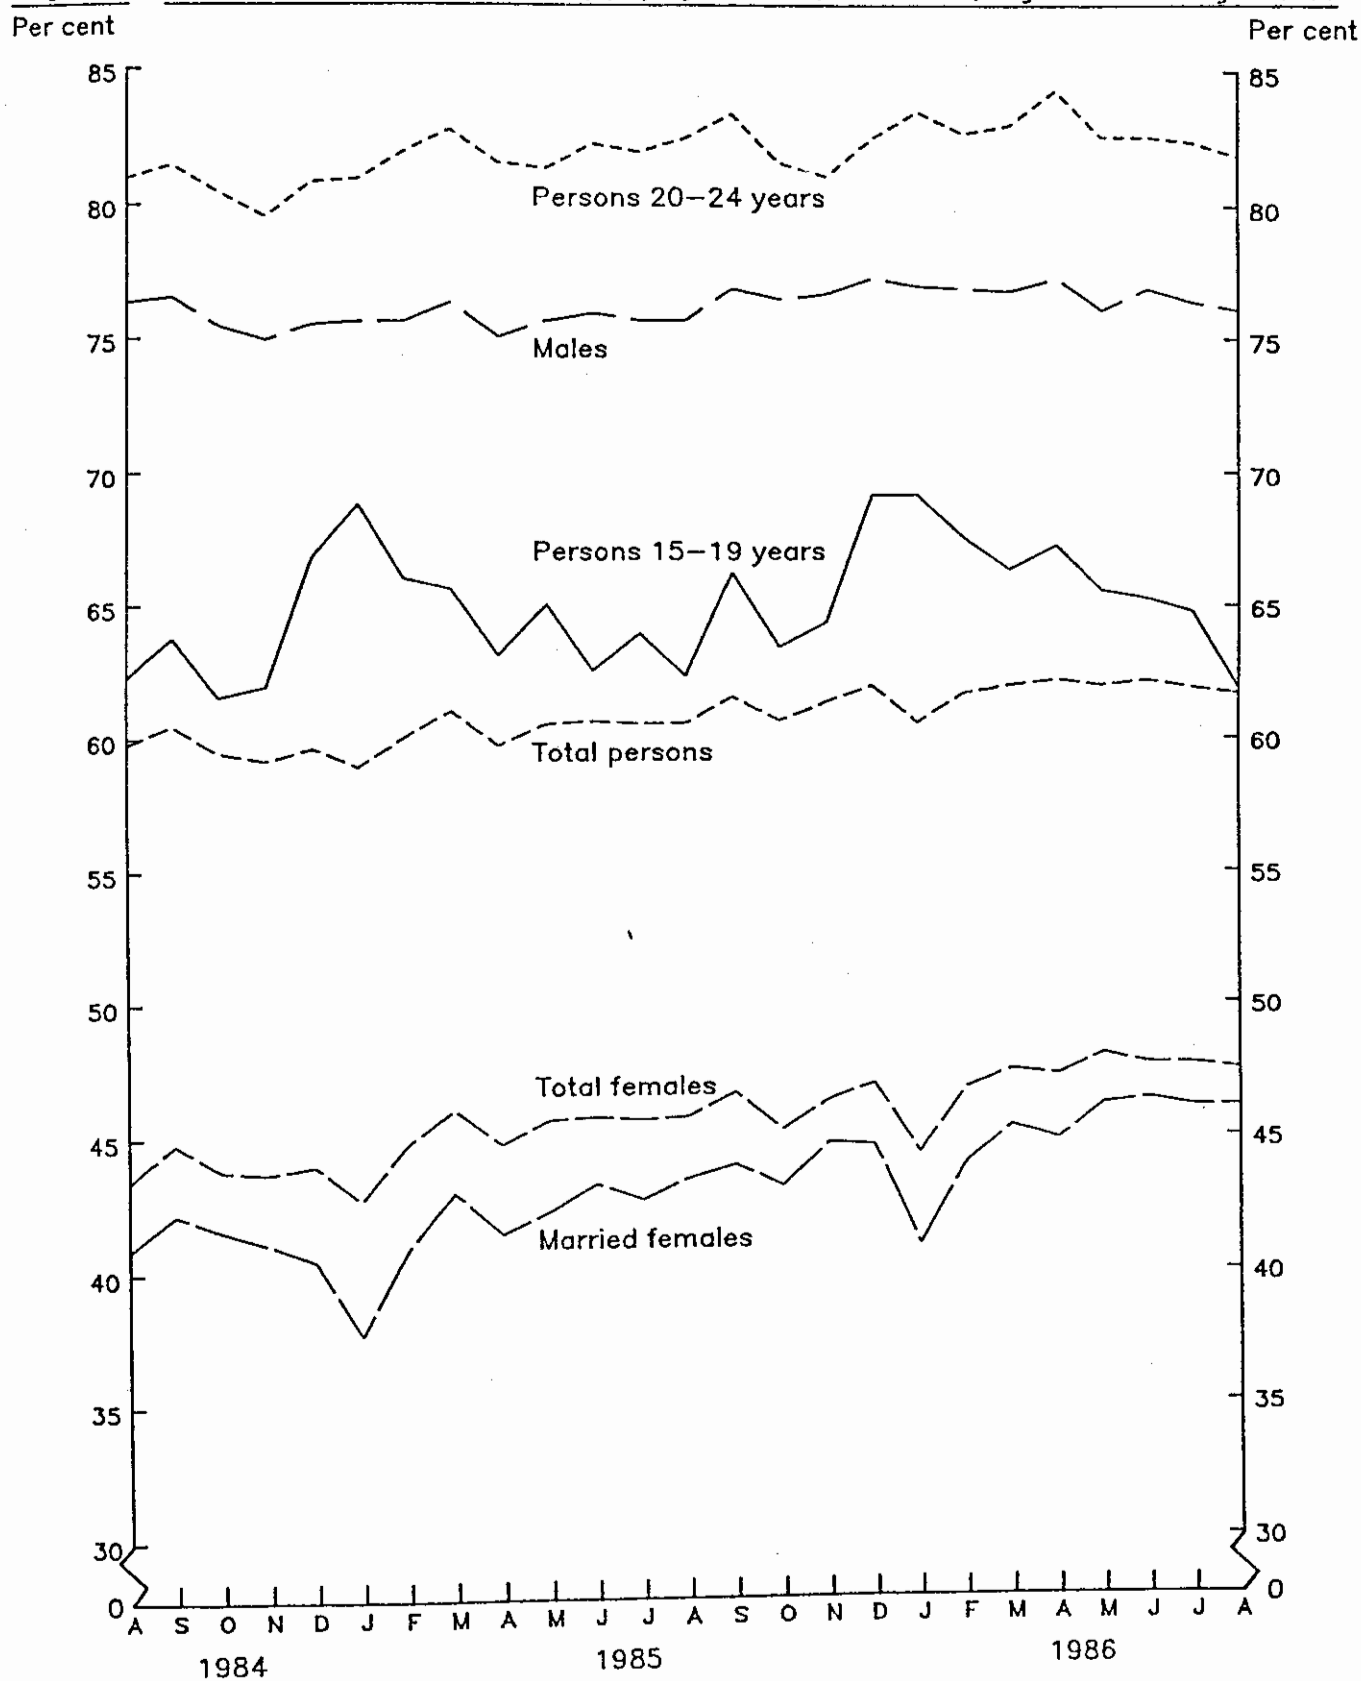 Per cent Per cent
85 85
Persons 20–24 years
80 80
75 75
Males
70 70
Persons 15–19 years
65 65
60 60
Total persons
55 55
50 50
Total females
45 45
Married females
40 40
35 35
30 30
0 0
A S O N D J F M A M J J A S O N D J F M A M J J A
1984 1985 1986